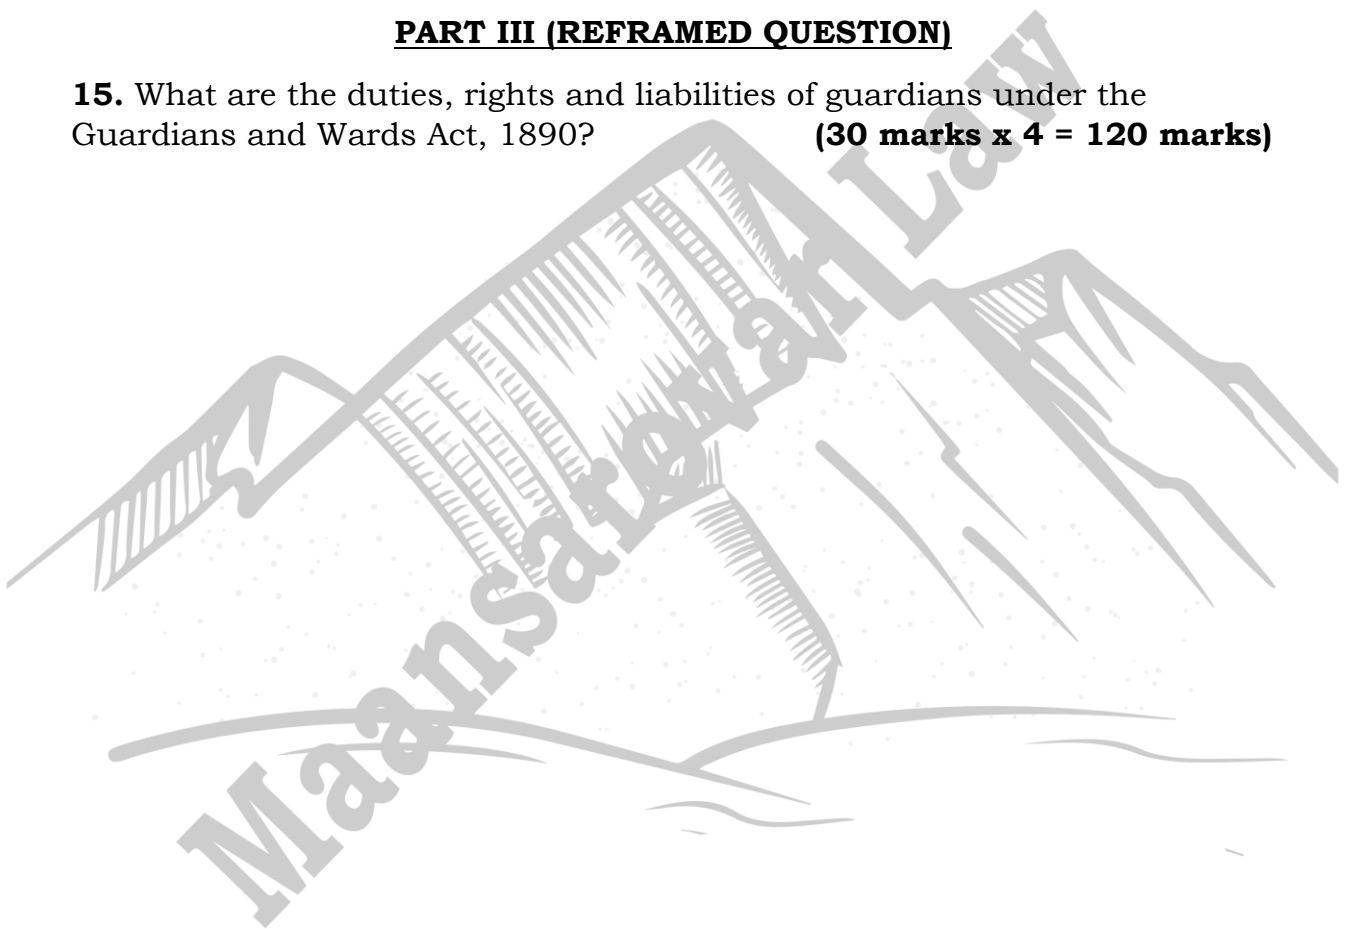 PART III (REFRAMED QUESTION)
15. What are the duties, rights and liabilities of guardians under the
Guardians and Wards Act, 1890? (30 marks x 4 = 120 marks)
Maansarovar Law